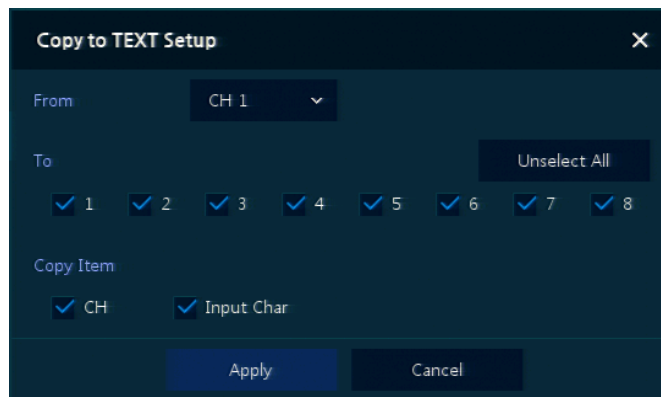 Copy to TEXT Setup
From CH 1
To Unselect All
1 2 3 4 5 6 7 8
Copy Item
CH Input Char
Apply Cancel